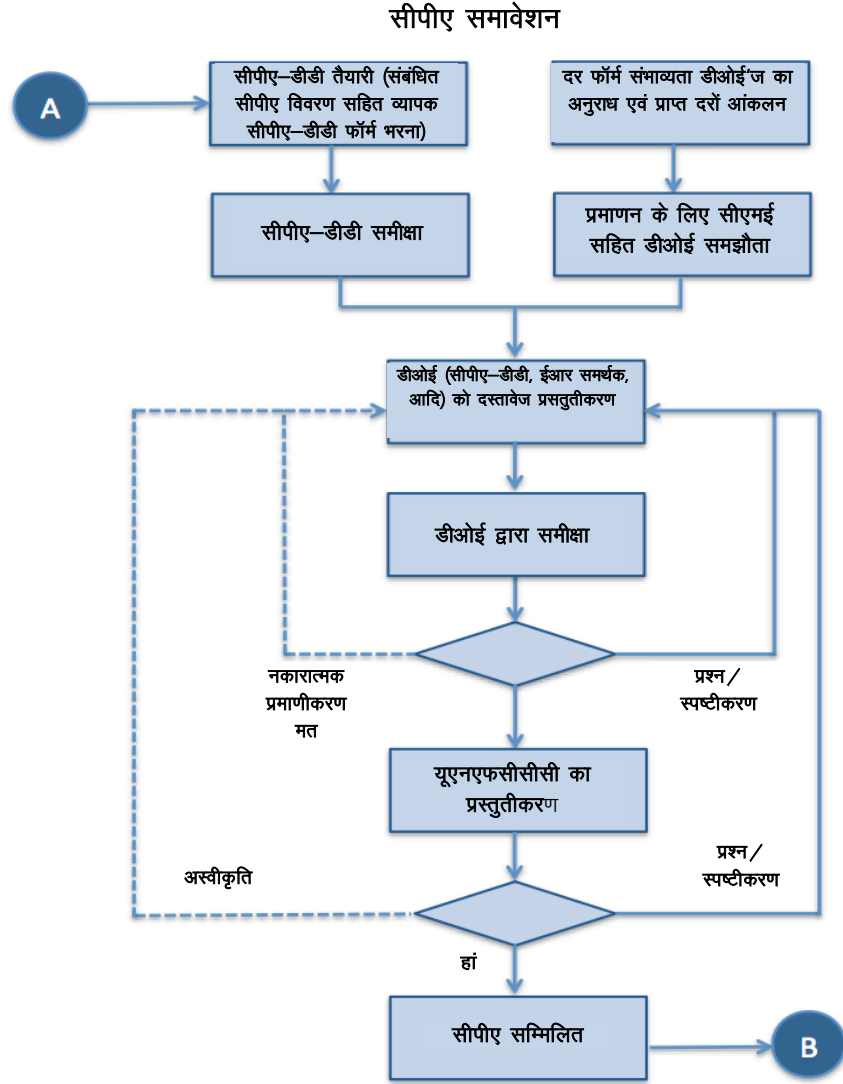 सीपीए समावेशन
A
सीपीए–डीडी तैयारी (संबंधित
सीपीए विवरण सहित व्यापक
सीपीए–डीडी फॉर्म भरना)
दर फॉर्म संभाव्यता डीओई'ज का
अनुराध एवं प्राप्त दरों आंकलन
सीपीए–डीडी समीक्षा
प्रमाणन के लिए सीएमई
सहित डीओई समझौता
डीओई (सीपीए–डीडी, ईआर समर्थक,
आदि) को दस्तावेज प्रसतुतीकरण
डीओई द्वारा समीक्षा
नकारात्मक
प्रमाणीकरण
मत
प्रश्न/
स्पष्टीकरण
यूएनएफसीसीसी का
प्रस्तुतीकरण
अस्वीकृति
प्रश्न/
स्पष्टीकरण
हां
सीपीए सम्मिलित
B